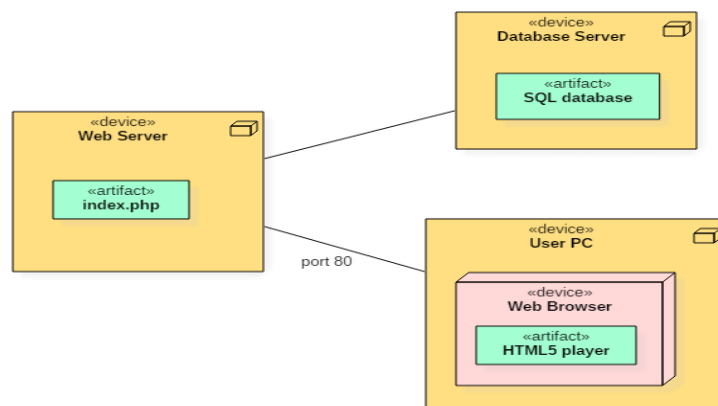 «device»
Database Server
«artifact»
SQL database
«device»
Web Server
«artifact»
index.php
port 80
«device»
User PC
«device»
Web Browser
«artifact»
HTML5 player